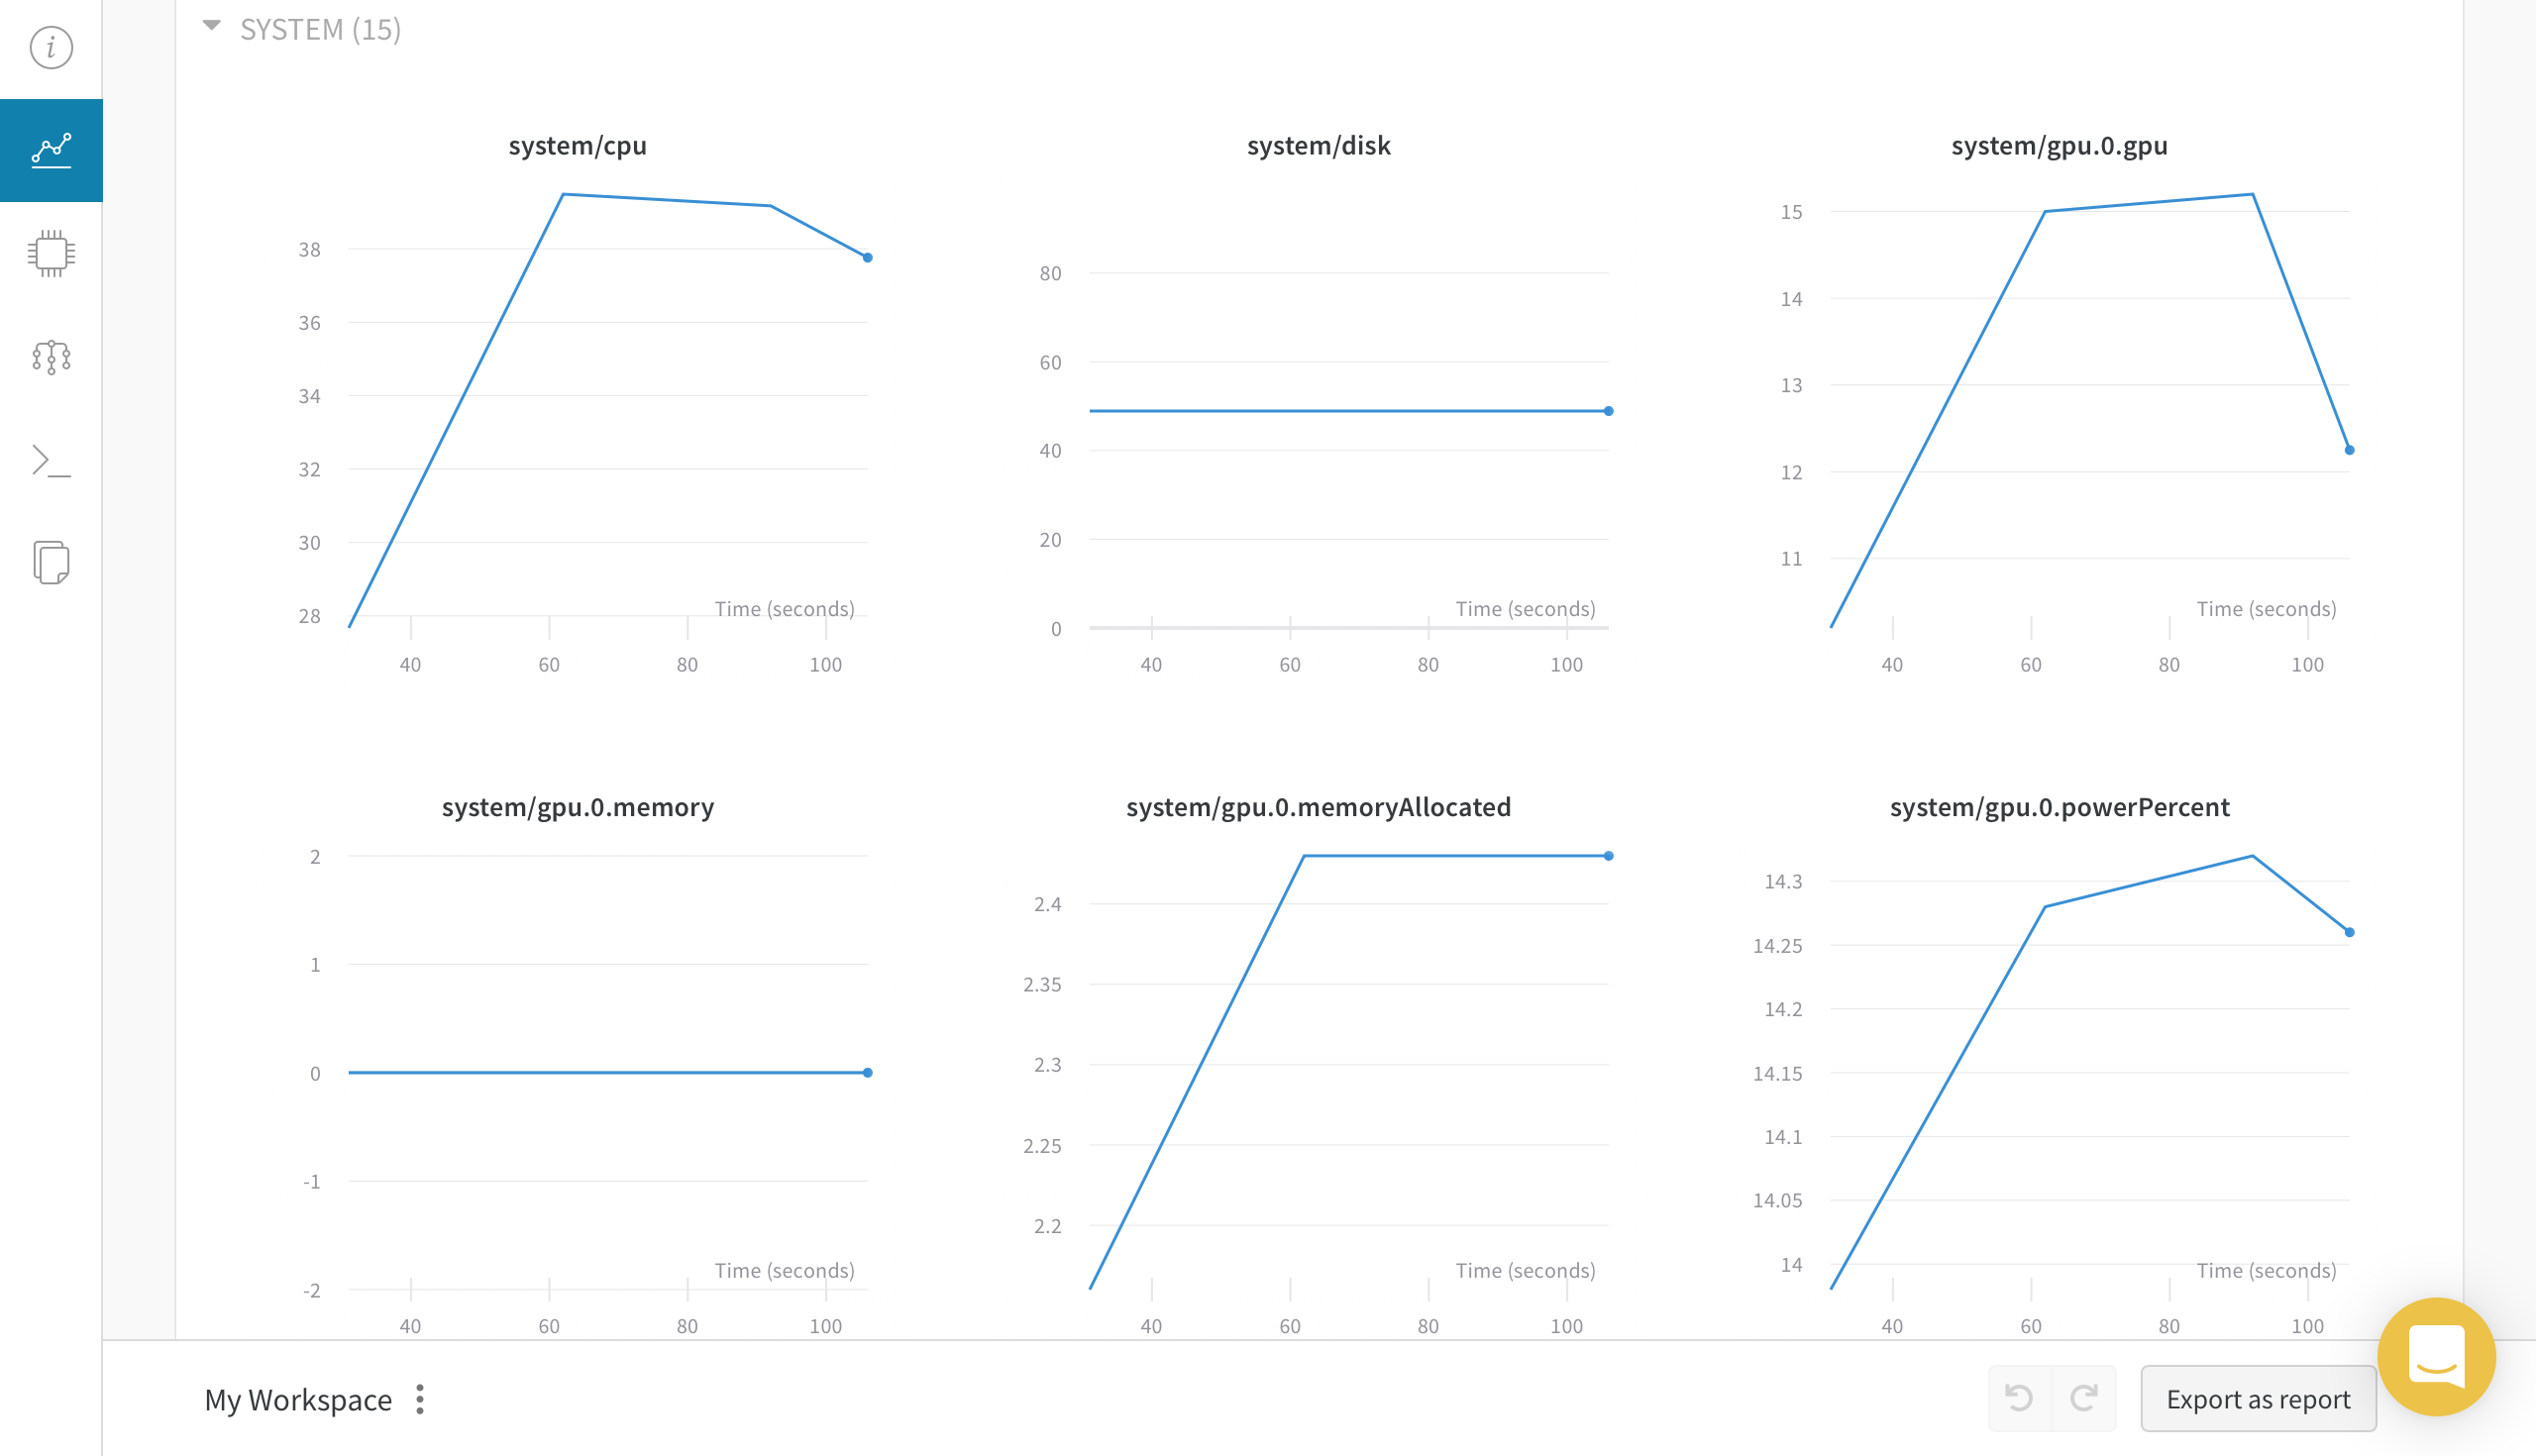 SYSTEM (15)
system/cpu
38
36
34
32
30
28
Time (seconds)
40 60 80 100
system/disk
80
60
40
20
0
Time (seconds)
40 60 80 100
system/gpu.0.gpu
15
14
13
12
11
Time (seconds)
40 60 80 100
system/gpu.0.memory
2
1
0
-1
-2
Time (seconds)
40 60 80 100
system/gpu.0.memoryAllocated
2.4
2.35
2.3
2.25
2.2
Time (seconds)
40 60 80 100
system/gpu.0.powerPercent
14.3
14.25
14.2
14.15
14.1
14.05
14
Time (seconds)
40 60 80 100
My Workspace
Export as report